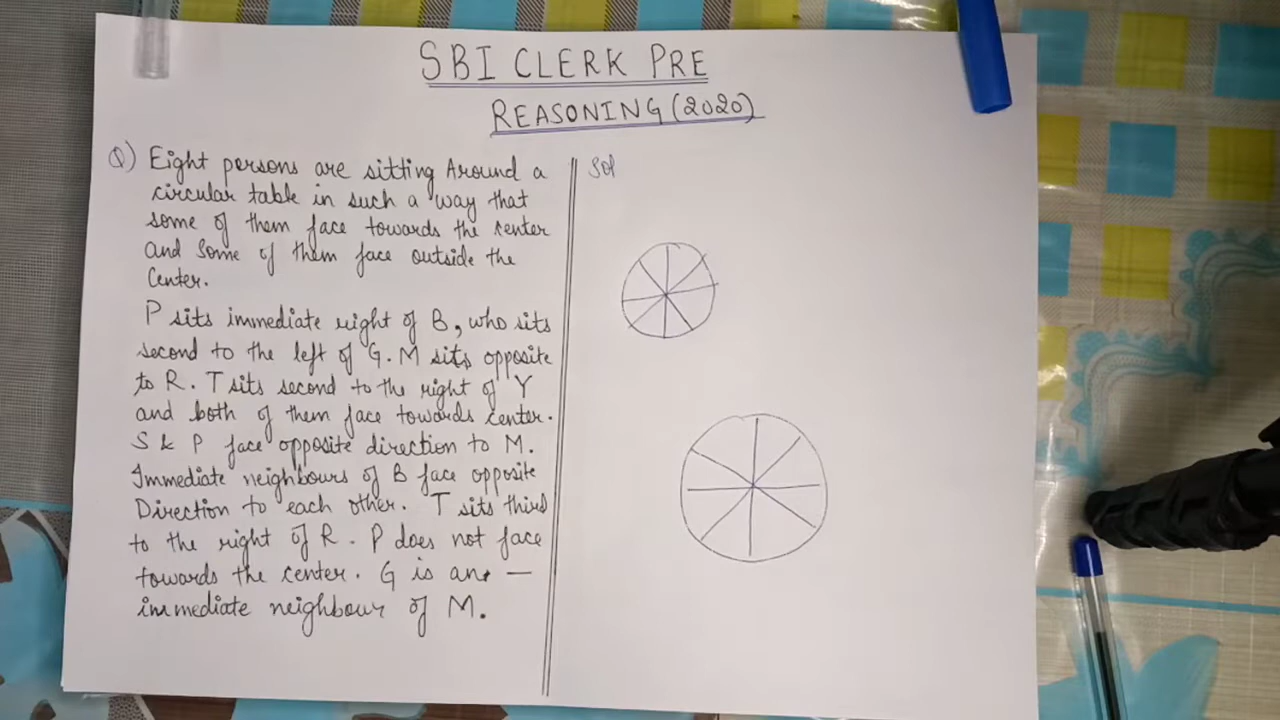 SBI CLERK PRE
REASONING (2020)
Q) Eight persons are sitting Around a
circular table in such a way that
some of them face towards the center
and Some of them face outside the
Center.
P sits immediate right of B, who sits
second to the left of G. M sits opposite
to R. T sits second to the right of Y
and both of them face towards center.
S & P face opposite direction to M.
Immediate neighbours of B face opposite
Direction to each other. T sits third
to the right of R. P does not face
towards the center. G is an —
immediate neighbour of M.
Sol